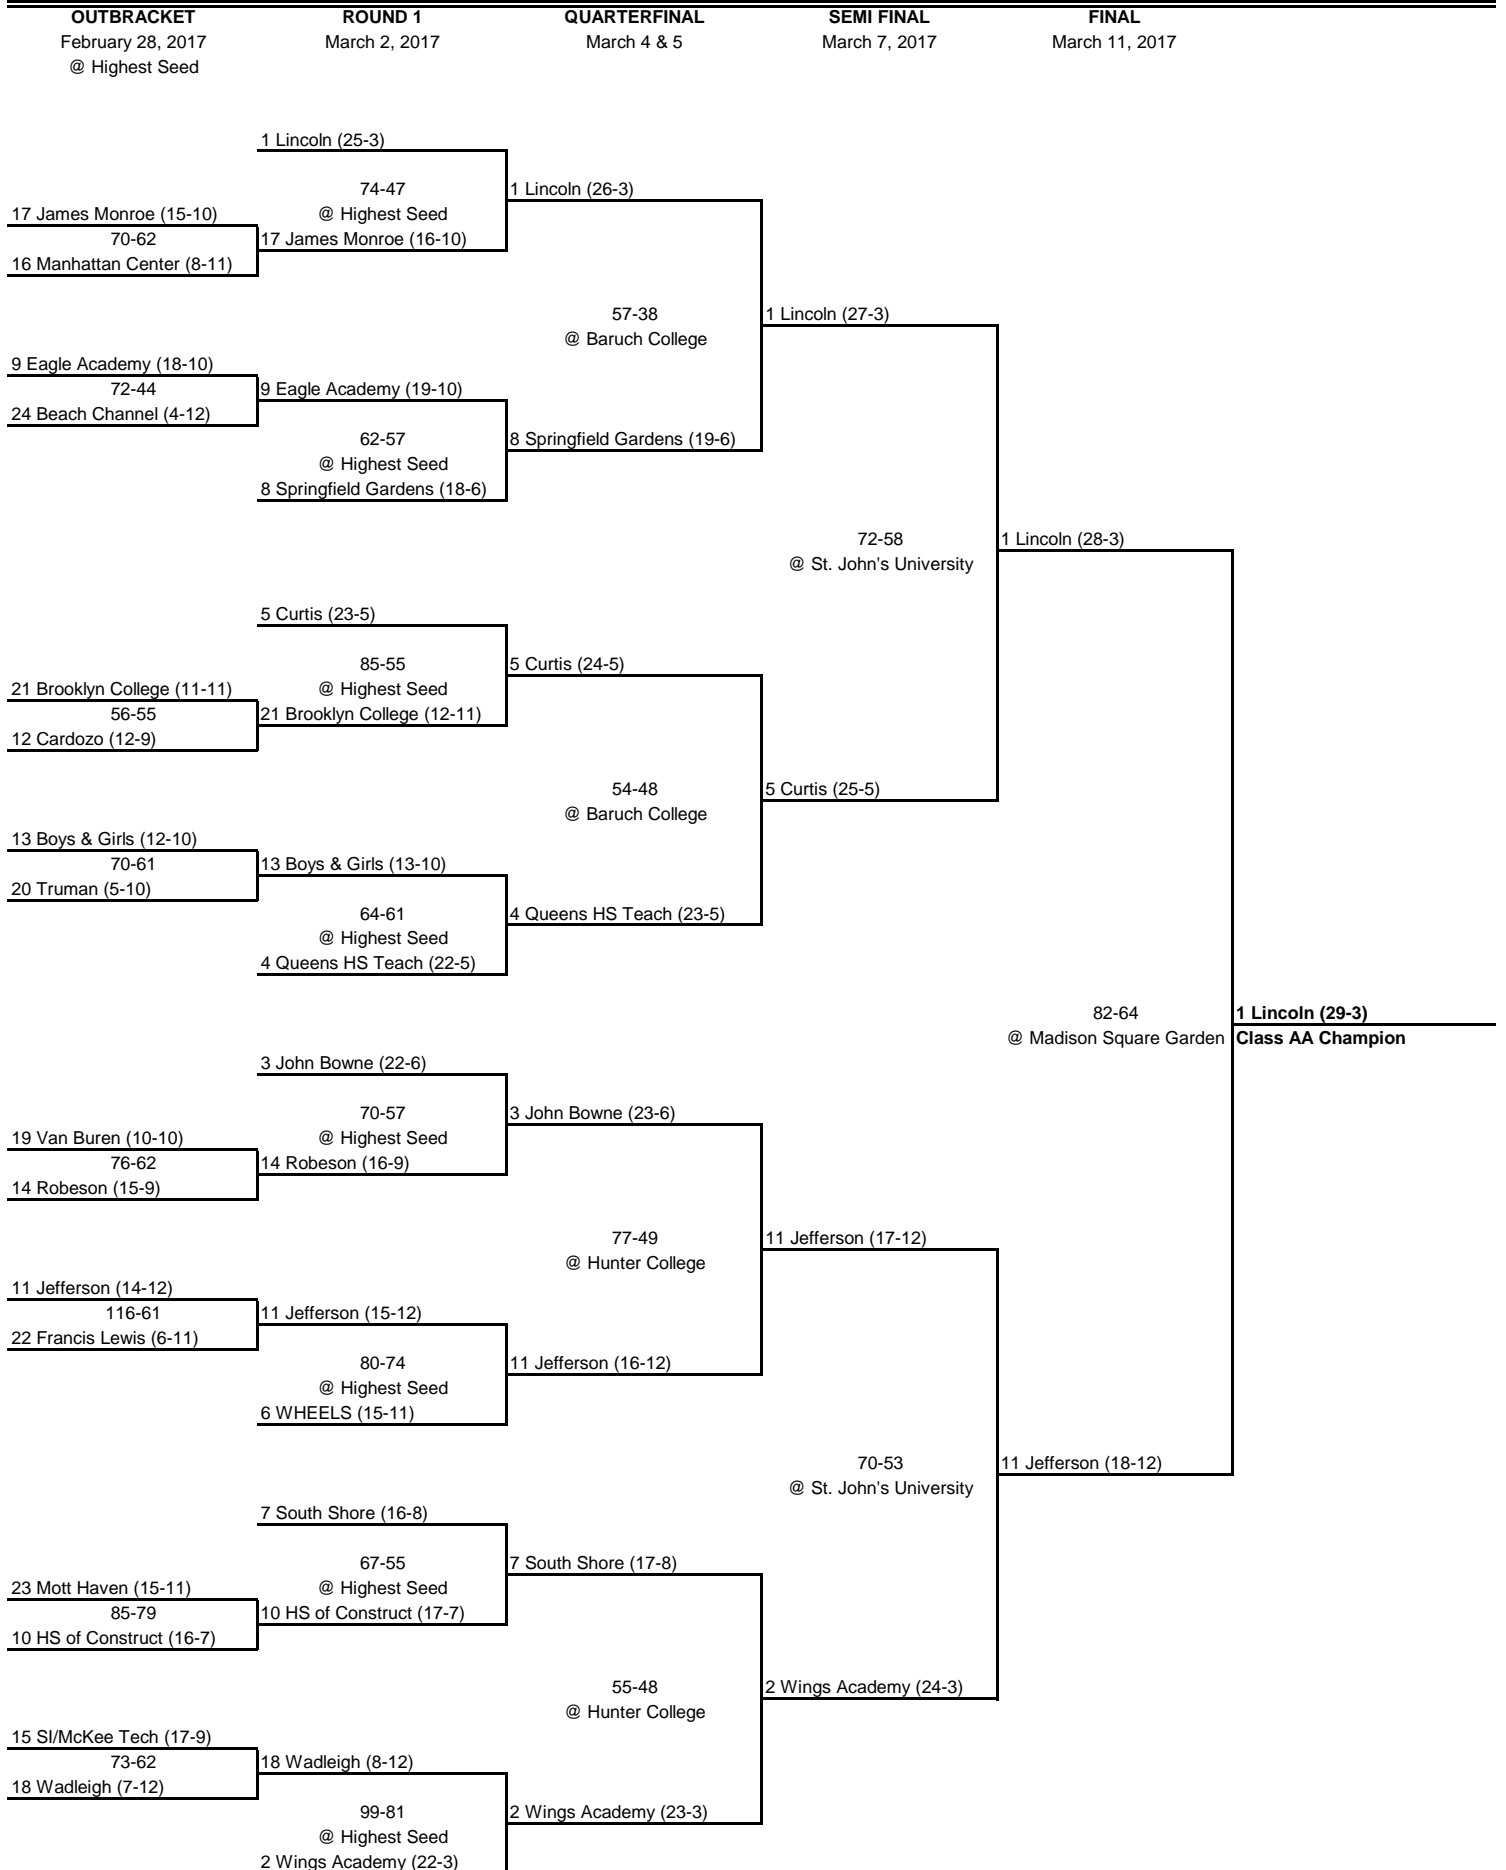 OUTBRACKET ROUND 1 QUARTERFINAL SEMI FINAL FINAL
February 28, 2017 March 2, 2017 March 4 & 5 March 7, 2017 March 11, 2017
@ Highest Seed
1 Lincoln (25-3)
74-47 1 Lincoln (26-3)
17 James Monroe (15-10) @ Highest Seed
70-62 17 James Monroe (16-10)
16 Manhattan Center (8-11)
57-38 1 Lincoln (27-3)
@ Baruch College
9 Eagle Academy (18-10)
72-44 9 Eagle Academy (19-10)
24 Beach Channel (4-12)
62-57 8 Springfield Gardens (19-6)
@ Highest Seed
8 Springfield Gardens (18-6)
72-58 1 Lincoln (28-3)
@ St. John's University
5 Curtis (23-5)
85-55 5 Curtis (24-5)
21 Brooklyn College (11-11) @ Highest Seed
56-55 21 Brooklyn College (12-11)
12 Cardozo (12-9)
54-48 5 Curtis (25-5)
@ Baruch College
13 Boys & Girls (12-10)
70-61 13 Boys & Girls (13-10)
20 Truman (5-10)
64-61 4 Queens HS Teach (23-5)
@ Highest Seed
4 Queens HS Teach (22-5)
82-64 1 Lincoln (29-3)
@ Madison Square Garden Class AA Champion
3 John Bowne (22-6)
70-57 3 John Bowne (23-6)
19 Van Buren (10-10) @ Highest Seed
76-62 14 Robeson (16-9)
14 Robeson (15-9)
77-49 11 Jefferson (17-12)
@ Hunter College
11 Jefferson (14-12)
116-61 11 Jefferson (15-12)
22 Francis Lewis (6-11)
80-74 11 Jefferson (16-12)
@ Highest Seed
6 WHEELS (15-11)
70-53 11 Jefferson (18-12)
@ St. John's University
7 South Shore (16-8)
67-55 7 South Shore (17-8)
23 Mott Haven (15-11) @ Highest Seed
85-79 10 HS of Construct (17-7)
10 HS of Construct (16-7)
55-48 2 Wings Academy (24-3)
@ Hunter College
15 SI/McKee Tech (17-9)
73-62 18 Wadleigh (8-12)
18 Wadleigh (7-12)
99-81 2 Wings Academy (23-3)
@ Highest Seed
2 Wings Academy (22-3)